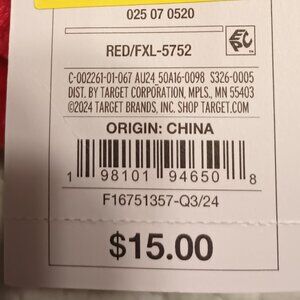 025 07 0520
EPC
RED/FXL-5752
C-002261-01-067 AU24 50A16-0098 S326-0005
DIST. BY TARGET CORPORATION, MPLS., MN 55403
©2024 TARGET BRANDS, INC. SHOP TARGET.COM
ORIGIN: CHINA
1 98101 94650 8
F16751357-Q3/24
$15.00